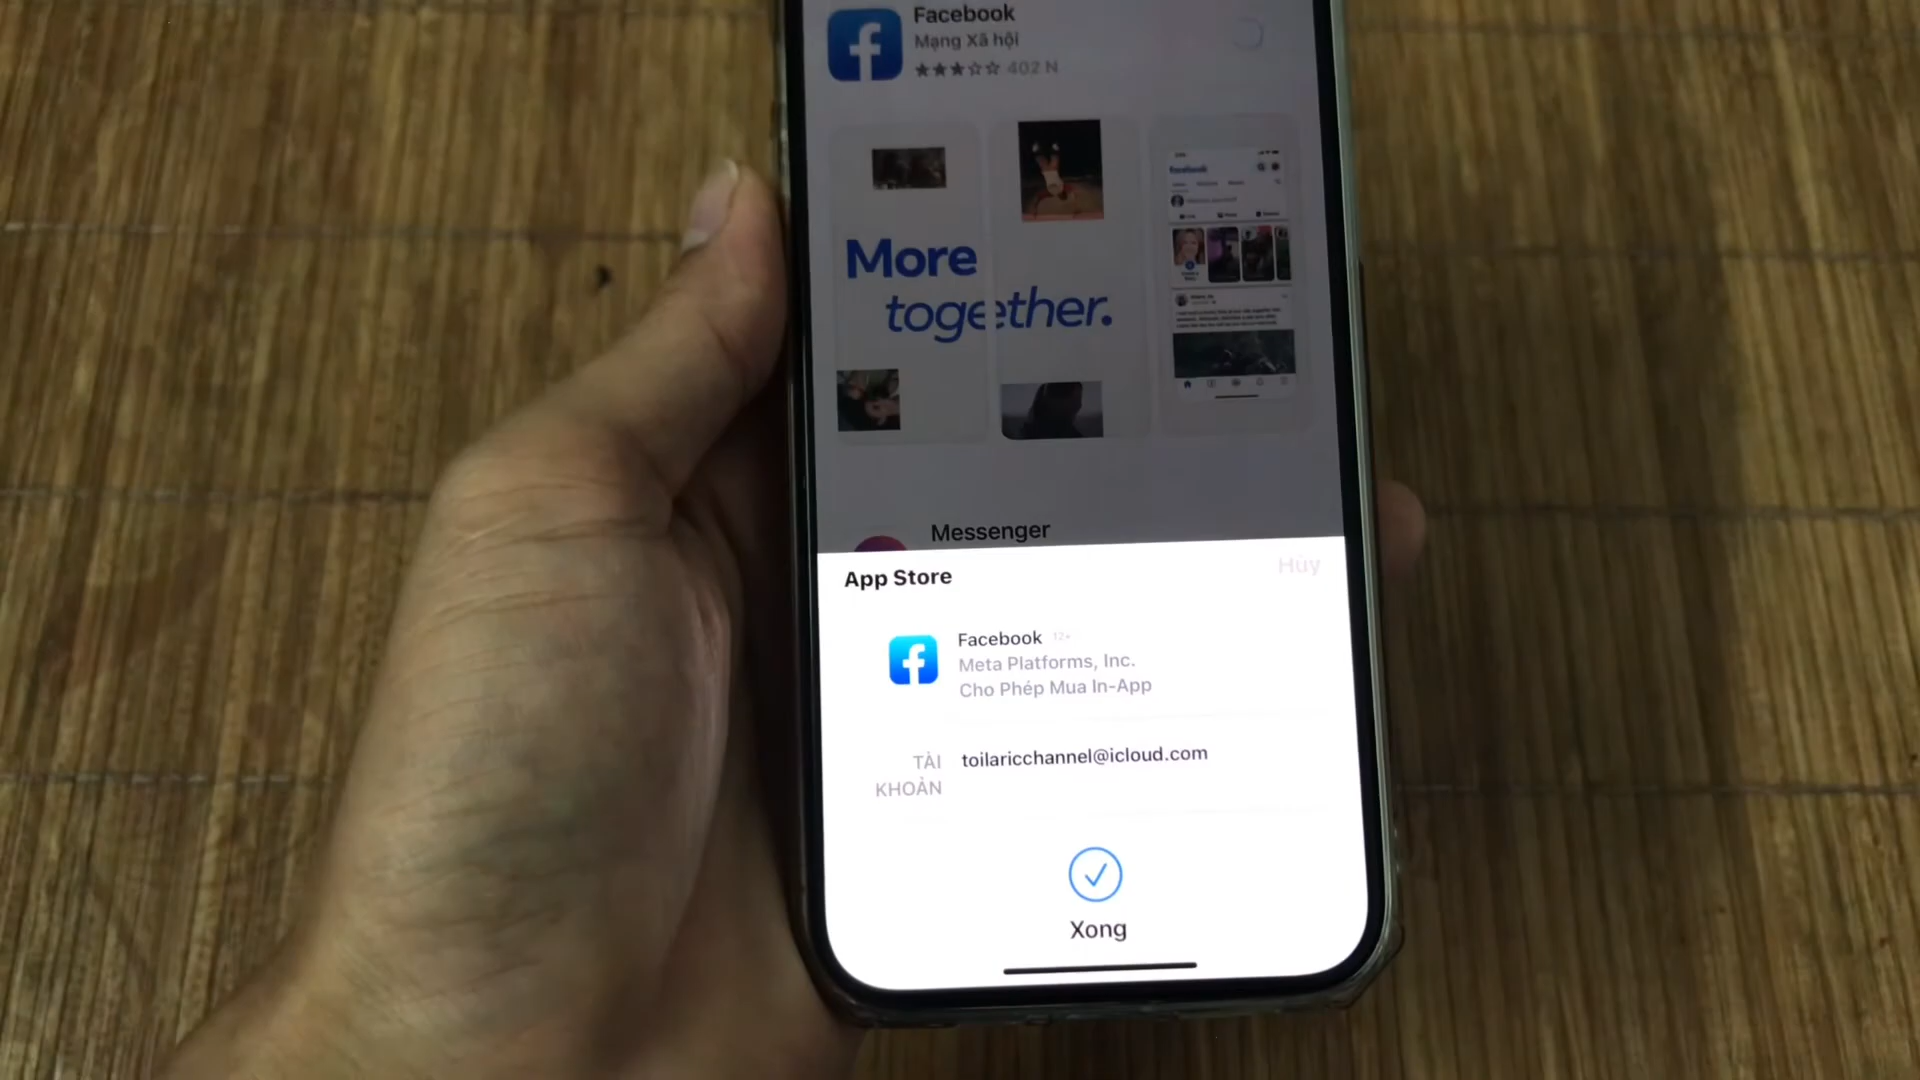 Facebook
Mạng Xã hội
★★★☆☆ 402 N
More
together.
facebook
Messenger
App Store
Hủy
Facebook 12+
Meta Platforms, Inc.
Cho Phép Mua In-App
TÀI
KHOẢN
toilaricchannel@icloud.com
Xong